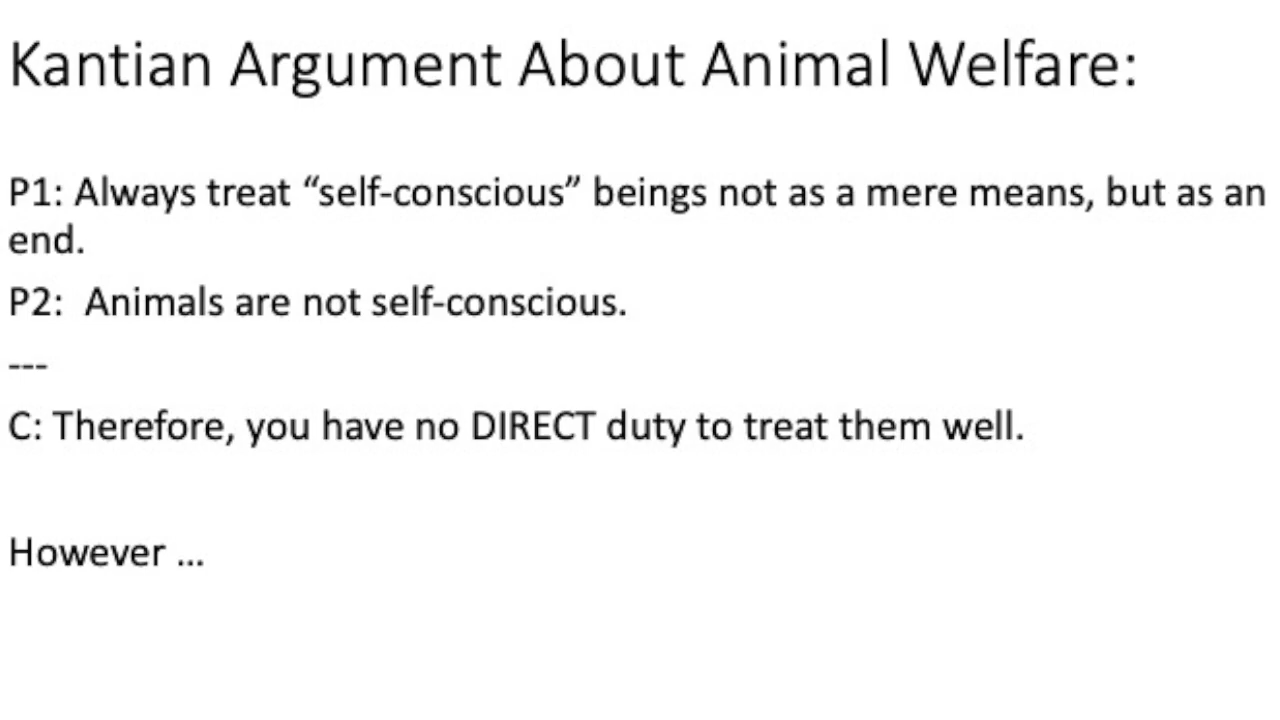 Kantian Argument About Animal Welfare:
P1: Always treat “self-conscious” beings not as a mere means, but as an
end.
P2:  Animals are not self-conscious.
---
C: Therefore, you have no DIRECT duty to treat them well.
However ...